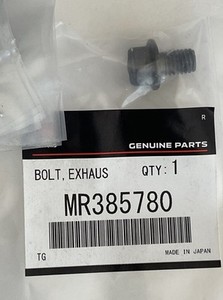 R
GENUINE PARTS
BOLT, EXHAUS QTY: 1
MR385780
TG MADE IN JAPAN